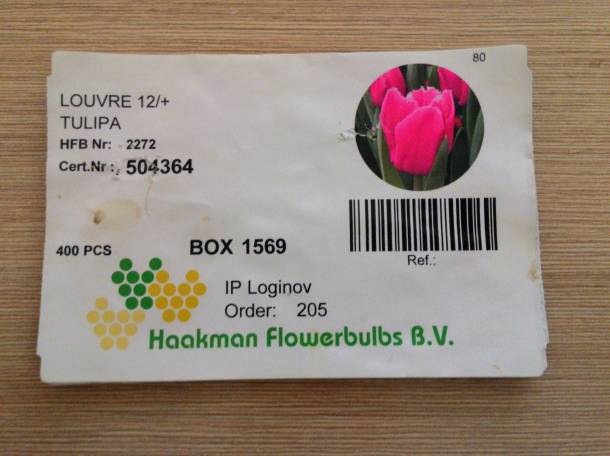 80
LOUVRE 12/+
TULIPA
HFB Nr: 2272
Cert.Nr : 504364
400 PCS BOX 1569
Ref.:
IP Loginov
Order: 205
Haakman Flowerbulbs B.V.